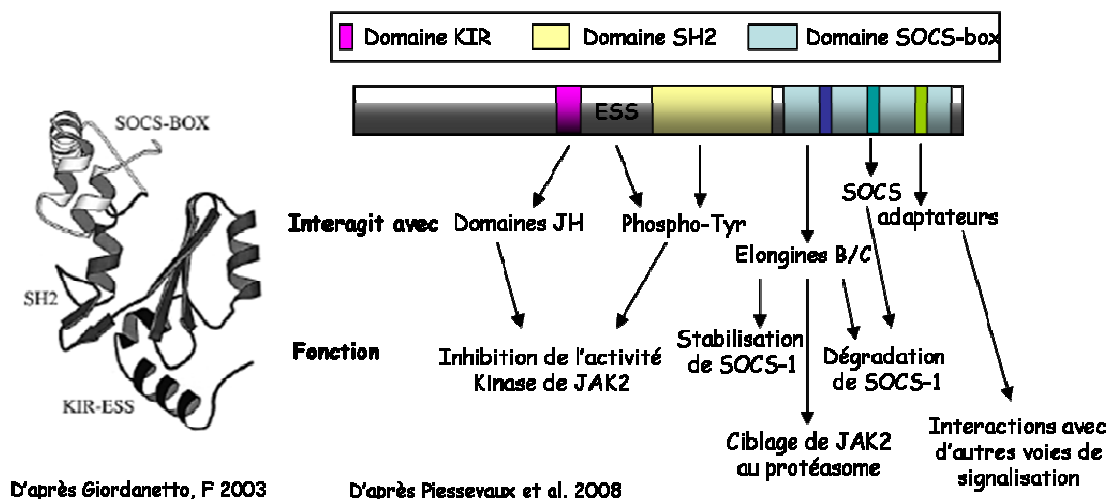 Domaine KIR
Domaine SH2
Domaine SOCS-box
ESS
SOCS-BOX
SH2
KIR-ESS
Interagit avec
Domaines JH
Phospho-Tyr
SOCS
adaptateurs
Elongines B/C
Fonction
Inhibition de l'activité
Kinase de JAK2
Stabilisation
de SOCS-1
Dégradation
de SOCS-1
Ciblage de JAK2
au protéasome
Interactions avec
d'autres voies de
signalisation
D'après Giordanetto, F 2003
D'après Piessevaux et al. 2008